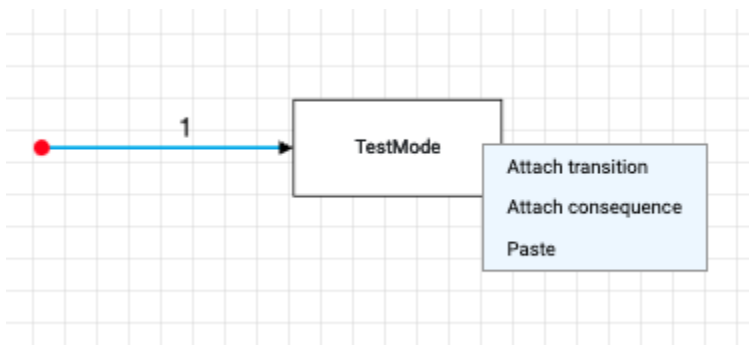 1
TestMode
Attach transition
Attach consequence
Paste